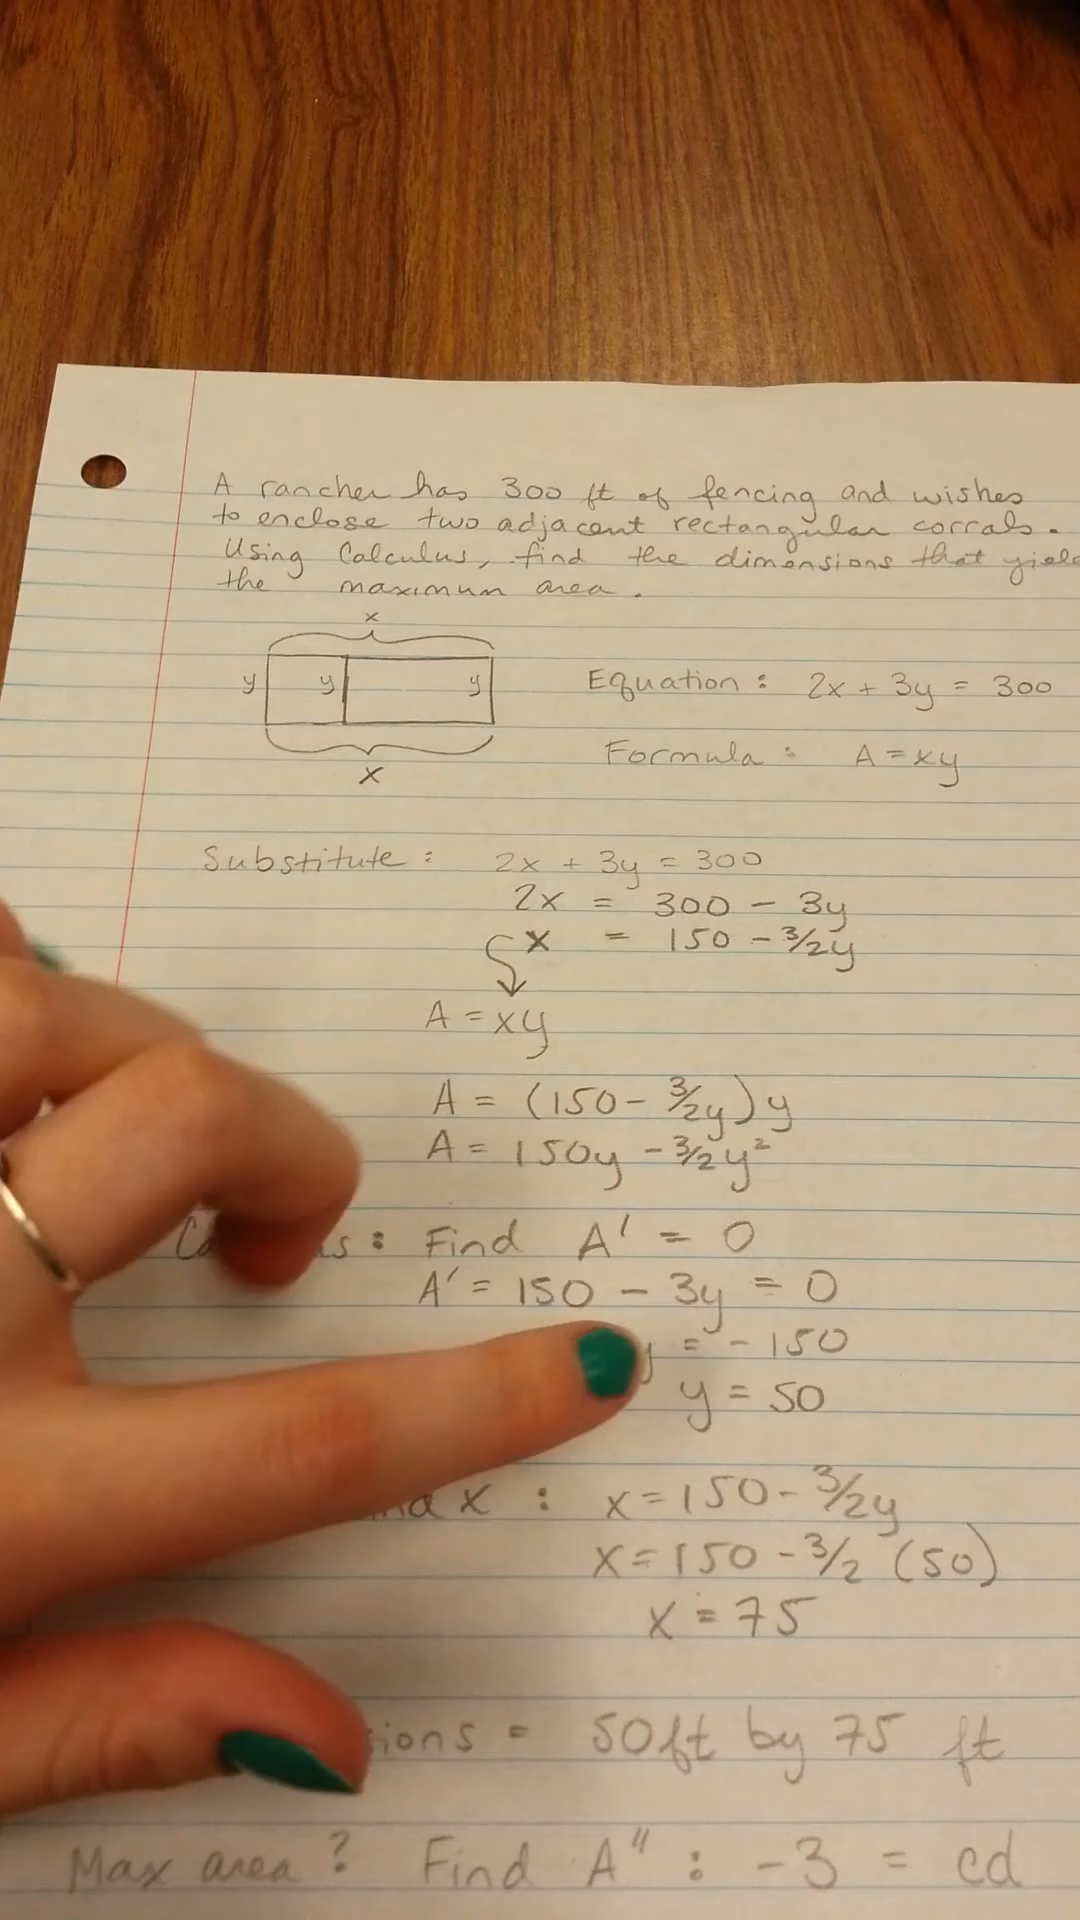 A rancher has 300 ft of fencing and wishes
to enclose two adjacent rectangular corrals.
Using Calculus, find the dimensions that yield
the maximum area.
x
y y y
x
Equation: 2x + 3y = 300
Formula: A = xy
Substitute: 2x + 3y = 300
2x = 300 - 3y
x = 150 - 3/2y
A = xy
A = (150 - 3/2y)y
A = 150y - 3/2y²
: Find A' = 0
A' = 150 - 3y = 0
y = -150
y = 50
x : x = 150 - 3/2y
x = 150 - 3/2 (50)
x = 75
= 50ft by 75 ft
Max area? Find A'' : -3 = cd